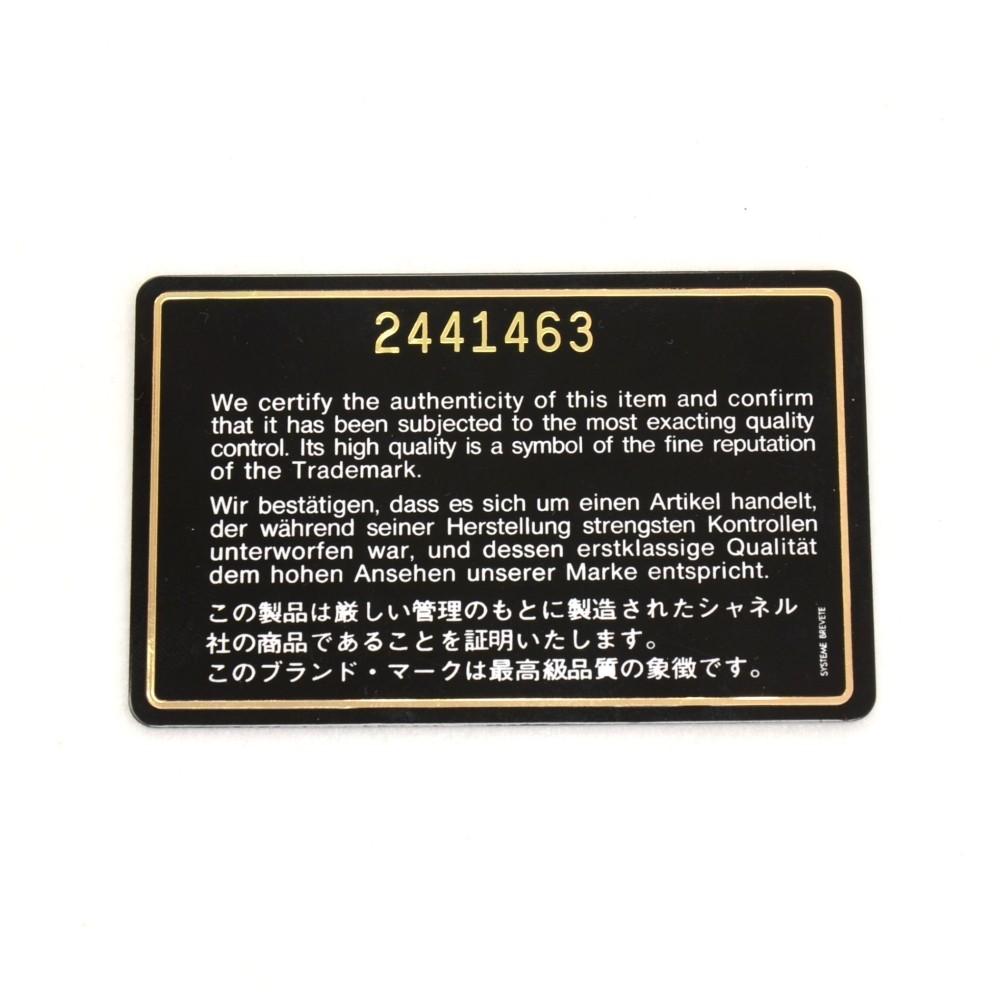 2441463
We certify the authenticity of this item and confirm
that it has been subjected to the most exacting quality
control. Its high quality is a symbol of the fine reputation
of the Trademark.
Wir bestätigen, dass es sich um einen Artikel handelt,
der während seiner Herstellung strengsten Kontrollen
unterworfen war, und dessen erstklassige Qualität
dem hohen Ansehen unserer Marke entspricht.
この製品は厳しい管理のもとに製造されたシャネル
社の商品であることを証明いたします。
このブランド・マークは最高級品質の象徴です。
SYSTEME BREVETE